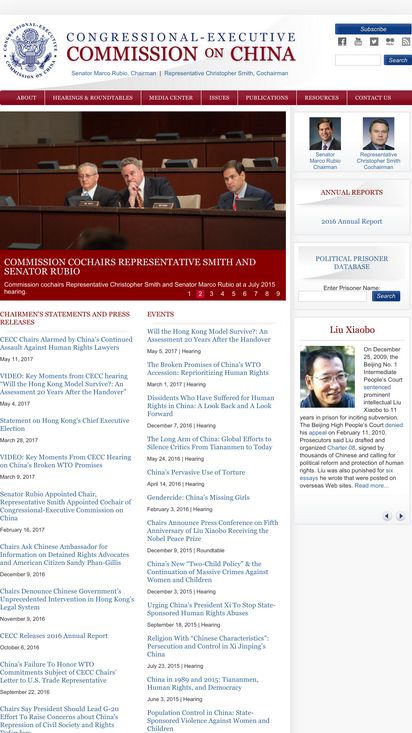 CONGRESSIONAL-EXECUTIVE
COMMISSION ON CHINA
Senator Marco Rubio, Chairman | Representative Christopher Smith, Cochairman
Subscribe
Search
ABOUT
HEARINGS & ROUNDTABLES
MEDIA CENTER
ISSUES
PUBLICATIONS
RESOURCES
CONTACT US
COMMISSION COCHAIRS REPRESENTATIVE SMITH AND
SENATOR RUBIO
Commission cochairs Representative Christopher Smith and Senator Marco Rubio at a July 2015
hearing.
1 2 3 4 5 6 7 8 9
CHAIRMEN'S STATEMENTS AND PRESS
RELEASES
CECC Chairs Alarmed by China's Continued
Assault Against Human Rights Lawyers
May 11, 2017
VIDEO: Key Moments from CECC hearing
"Will the Hong Kong Model Survive?: An
Assessment 20 Years After the Handover"
May 4, 2017
Statement on Hong Kong's Chief Executive
Election
March 28, 2017
VIDEO: Key Moments From CECC Hearing
on China's Broken WTO Promises
March 9, 2017
Senator Rubio Appointed Chair,
Representative Smith Appointed Cochair of
Congressional-Executive Commission on
China
February 16, 2017
Chairs Ask Chinese Ambassador for
Information on Detained Rights Advocates
and American Citizen Sandy Phan-Gillis
December 9, 2016
Chairs Denounce Chinese Government's
Unprecedented Intervention in Hong Kong's
Legal System
November 9, 2016
CECC Releases 2016 Annual Report
October 6, 2016
China's Failure To Honor WTO
Commitments Subject of CECC Chairs'
Letter to U.S. Trade Representative
September 22, 2016
Chairs Say President Should Lead G-20
Effort To Raise Concerns about China's
Repression of Civil Society and Rights
Defenders
EVENTS
Will the Hong Kong Model Survive?: An
Assessment 20 Years After the Handover
May 5, 2017 | Hearing
The Broken Promises of China's WTO
Accession: Reprioritizing Human Rights
March 1, 2017 | Hearing
Dissidents Who Have Suffered for Human
Rights in China: A Look Back and A Look
Forward
December 7, 2016 | Hearing
The Long Arm of China: Global Efforts to
Silence Critics From Tiananmen to Today
May 24, 2016 | Hearing
China's Pervasive Use of Torture
April 14, 2016 | Hearing
Gendercide: China's Missing Girls
February 3, 2016 | Hearing
Chairs Announce Press Conference on Fifth
Anniversary of Liu Xiaobo Receiving the
Nobel Peace Prize
December 9, 2015 | Roundtable
China's New "Two-Child Policy" & the
Continuation of Massive Crimes Against
Women and Children
December 3, 2015 | Hearing
Urging China's President Xi To Stop State-
Sponsored Human Rights Abuses
September 18, 2015 | Hearing
Religion With "Chinese Characteristics":
Persecution and Control in Xi Jinping's
China
July 23, 2015 | Hearing
China in 1989 and 2015: Tiananmen,
Human Rights, and Democracy
June 3, 2015 | Hearing
Population Control in China: State-
Sponsored Violence Against Women and
Children
Senator
Marco Rubio
Chairman
Representative
Christopher Smith
Cochairman
ANNUAL REPORTS
2016 Annual Report
POLITICAL PRISONER
DATABASE
Enter Prisoner Name:
Search
Liu Xiaobo
On December
25, 2009, the
Beijing No. 1
Intermediate
People's Court
sentenced
prominent
intellectual Liu
Xiaobo to 11
years in prison for inciting subversion.
The Beijing High People's Court denied
his appeal on February 11, 2010.
Prosecutors said Liu drafted and
organized Charter 08, signed by
thousands of Chinese and calling for
political reform and protection of human
rights. Liu was also punished for six
essays he wrote that were posted on
overseas Web sites. Read more...